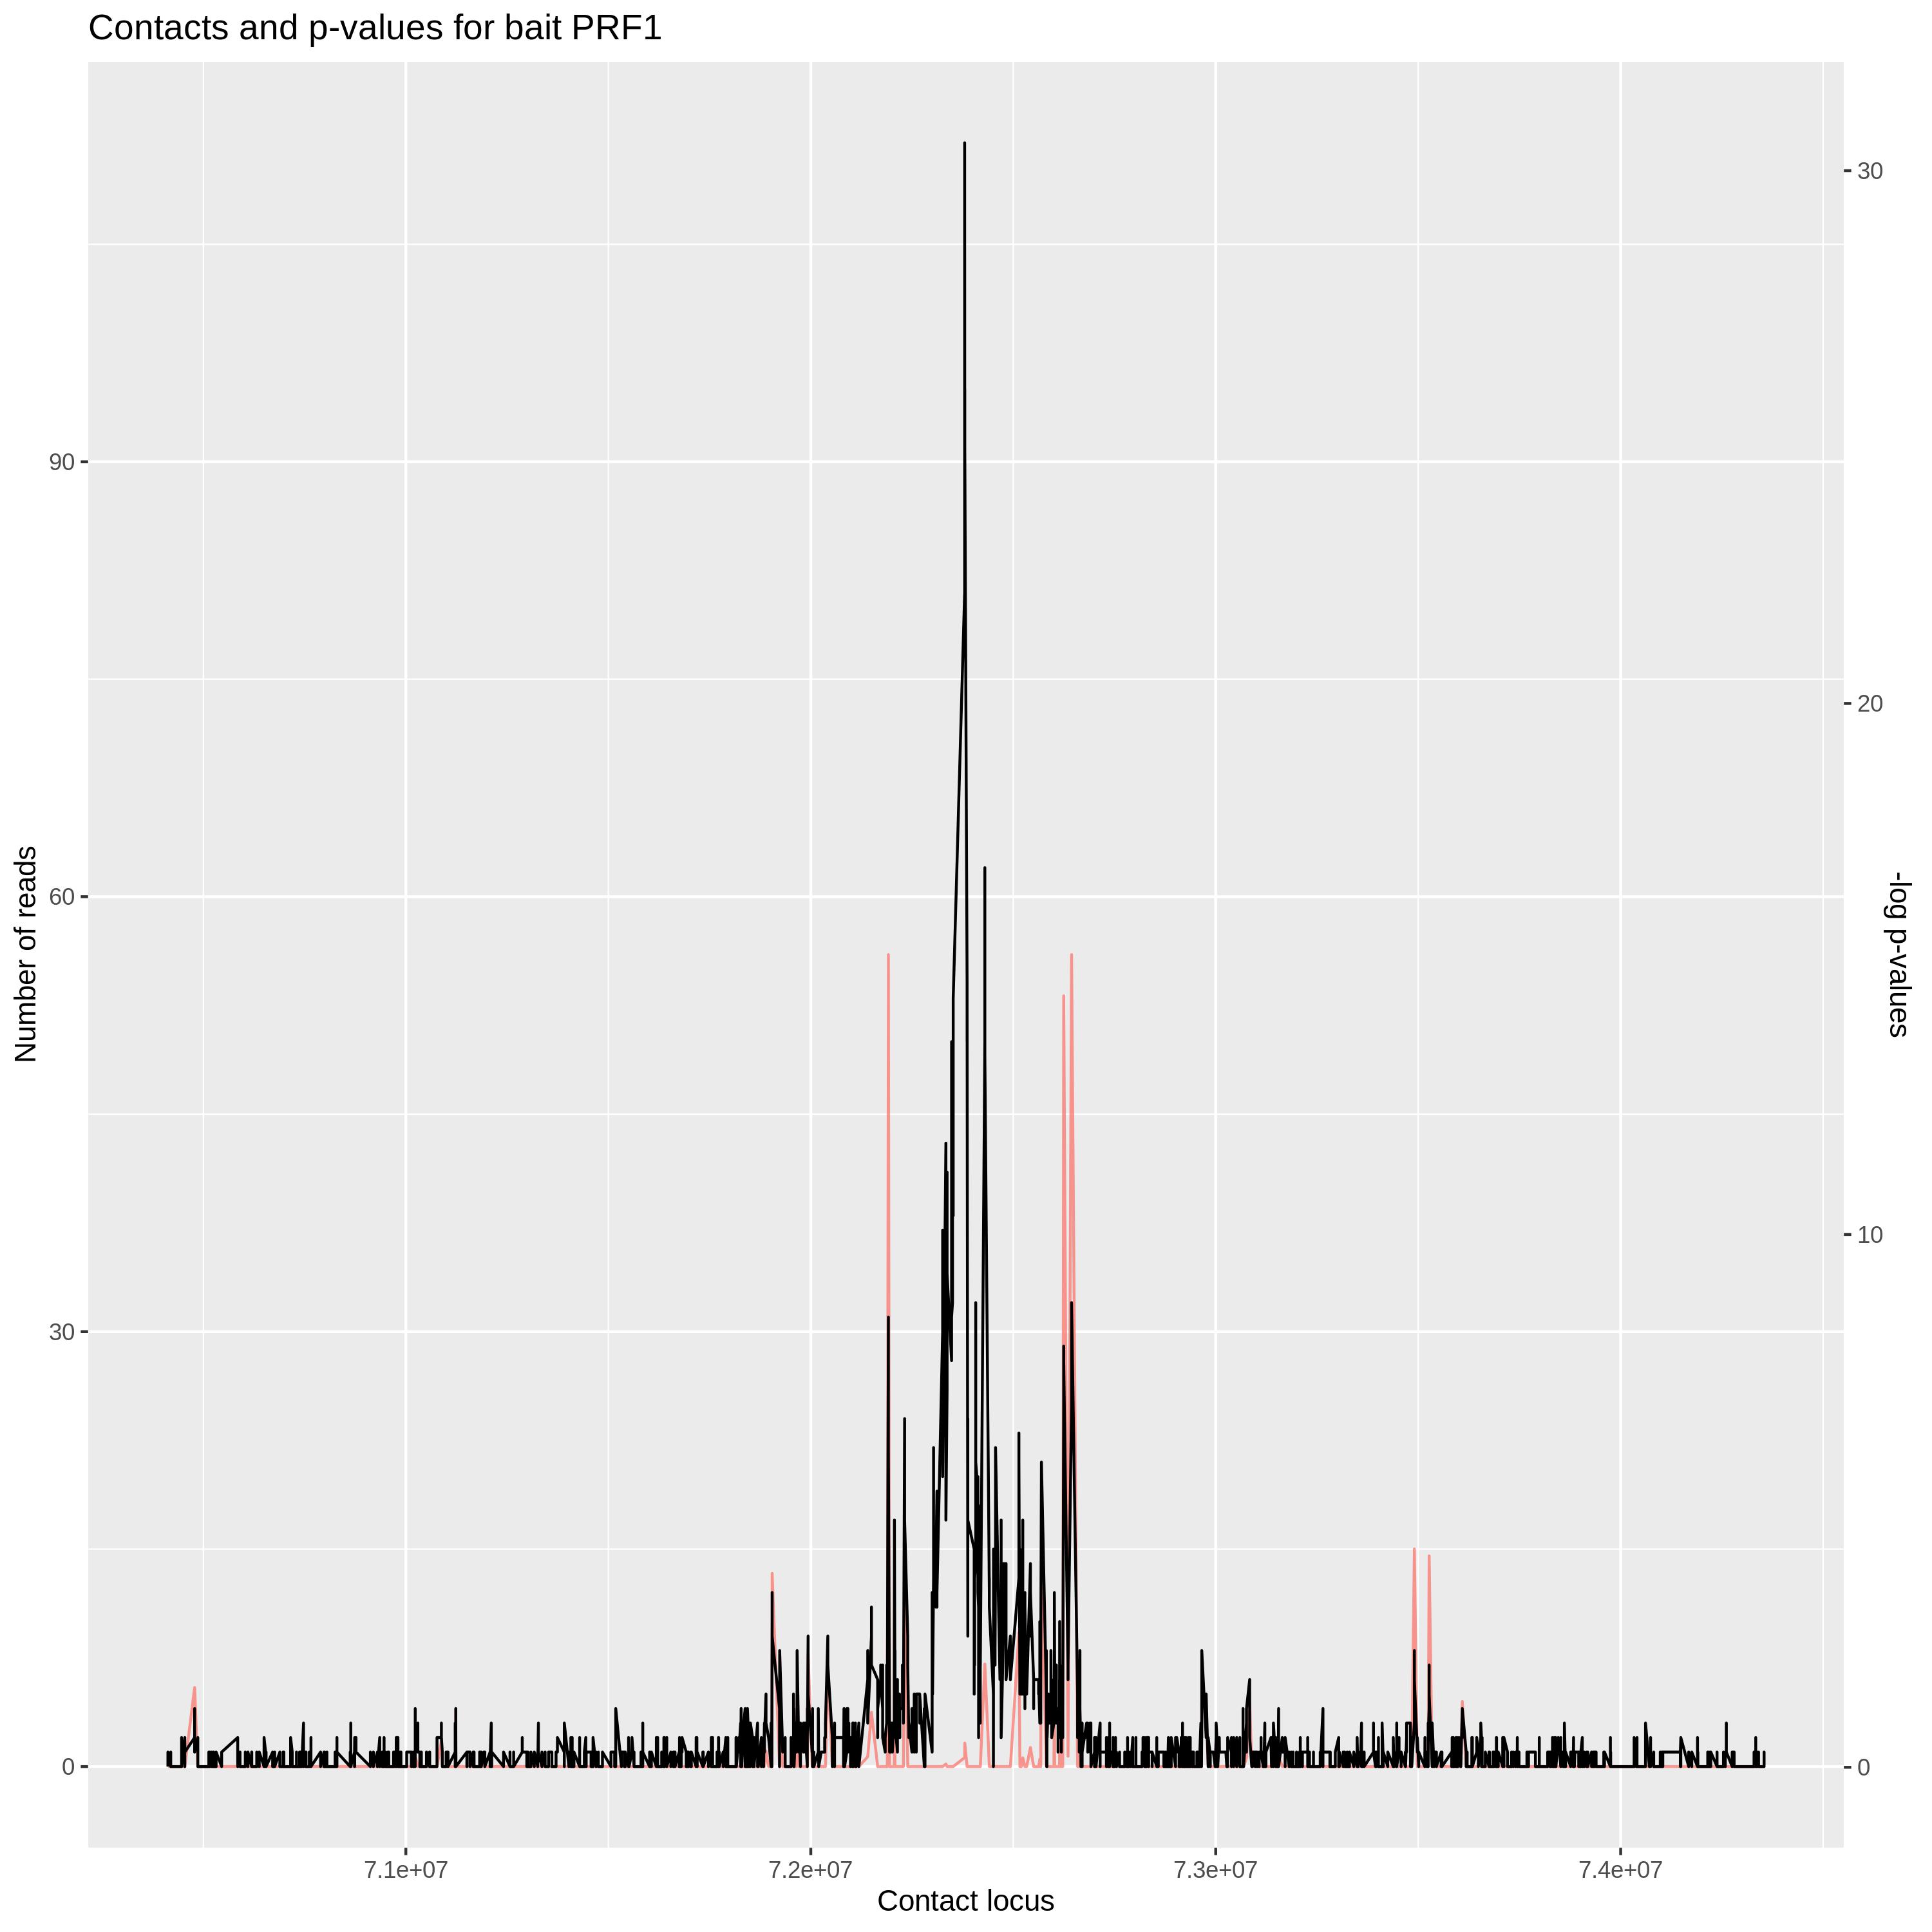 Contacts and p-values for bait PRF1
30
90
20
60
Number of reads
-log p-values
10
30
0
0
7.1e+07
7.2e+07
7.3e+07
7.4e+07
Contact locus